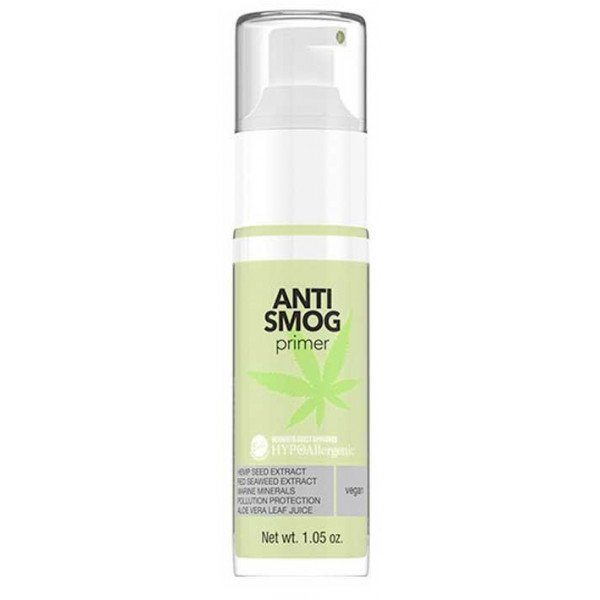 ANTI
SMOG
primer
HYPOAllergenic
HEMP SEED EXTRACT
RED SEAWEED EXTRACT
MARINE MINERALS
POLLUTION PROTECTION
ALOE VERA LEAF JUICE
vegan
Net wt. 1.05 oz.